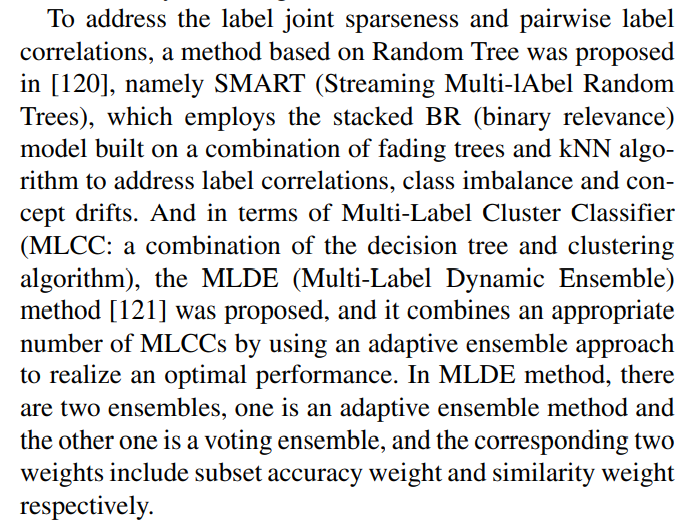 To address the label joint sparseness and pairwise label
correlations, a method based on Random Tree was proposed
in [120], namely SMART (Streaming Multi-lAbel Random
Trees), which employs the stacked BR (binary relevance)
model built on a combination of fading trees and kNN algo-
rithm to address label correlations, class imbalance and con-
cept drifts. And in terms of Multi-Label Cluster Classifier
(MLCC: a combination of the decision tree and clustering
algorithm), the MLDE (Multi-Label Dynamic Ensemble)
method [121] was proposed, and it combines an appropriate
number of MLCCs by using an adaptive ensemble approach
to realize an optimal performance. In MLDE method, there
are two ensembles, one is an adaptive ensemble method and
the other one is a voting ensemble, and the corresponding two
weights include subset accuracy weight and similarity weight
respectively.